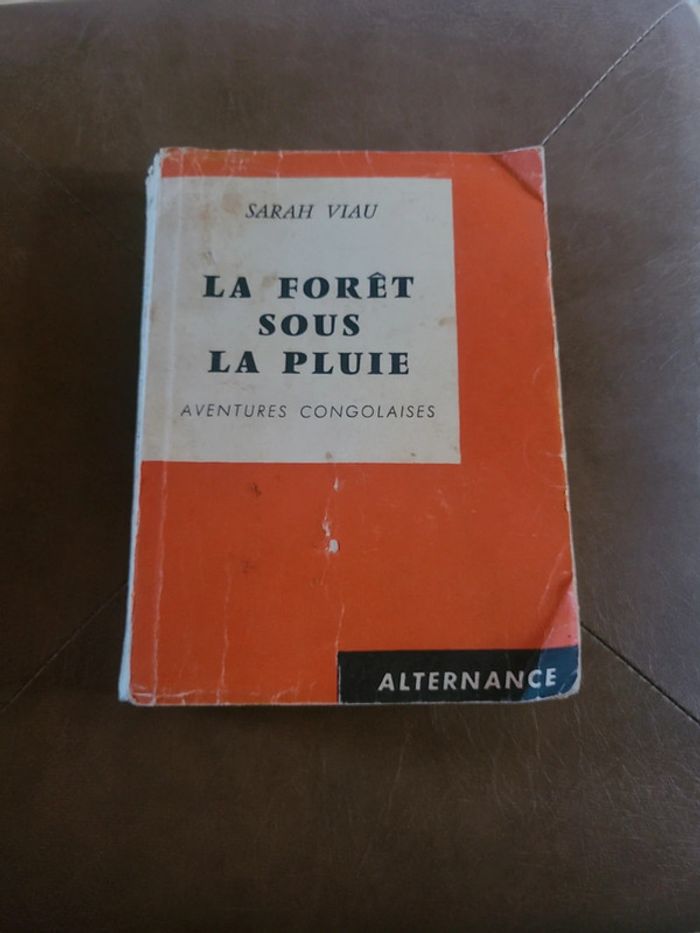 SARAH VIAU
LA FORÊT
SOUS
LA PLUIE
AVENTURES CONGOLAISES
ALTERNANCE